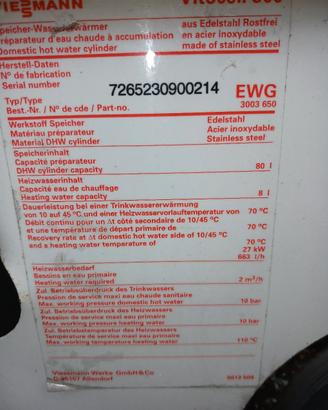 VIESSMANN
Speicher-Wassererwärmer aus Edelstahl Rostfrei
Préparateur d'eau chaude à accumulation en acier inoxydable
Domestic hot water cylinder made of stainless steel
Herstell-Daten
Nº de fabrication
Serial number
7265230900214 EWG
Typ/Type 3003 650
Best.-Nr. / N° de cde / Part-no.
Werkstoff Speicher Edelstahl
Matériau préparateur Acier inoxydable
Material DHW cylinder Stainless steel
Speicherinhalt
Capacité préparateur
DHW cylinder capacity 80 l
Heizwasserinhalt
Capacité eau de chauffage
Heating water capacity 8 l
Dauerleistung bei einer Trinkwassererwärmung
von 10 auf 45 °C und einer Heizwasservorlauftemperatur von 70 °C
Débit continu pour un Δt côté secondaire de 10/45 °C
et une température de départ primaire de 70 °C
Recovery rate at Δt domestic hot water side of 10/45 °C
and a heating water temperature of 70 °C
27 kW
663 l/h
Heizwasserbedarf
Besoins en eau primaire
Heating water required 2 m³/h
Zul. Betriebsüberdruck des Trinkwassers
Pression de service maxi eau chaude sanitaire
Max. working pressure domestic hot water 10 bar
Zul. Betriebsüberdruck des Heizwassers
Pression de service maxi eau primaire
Max. working pressure heating water 10 bar
Zul. Betriebstemperatur des Heizwassers
Température de service maxi eau primaire
Max. working temperature heating water 110 °C
Viessmann Werke GmbH&Co
D-35107 Allendorf